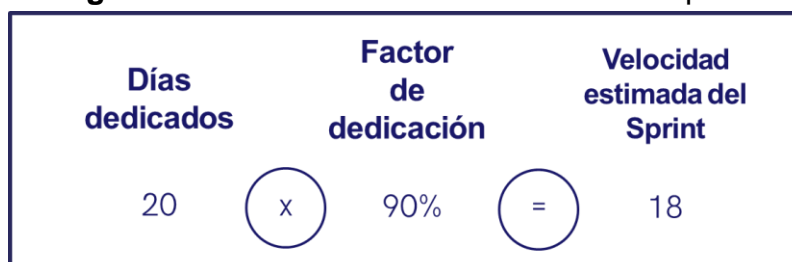 Días
dedicados
Factor
de
dedicación
Velocidad
estimada del
Sprint
20 x 90% = 18